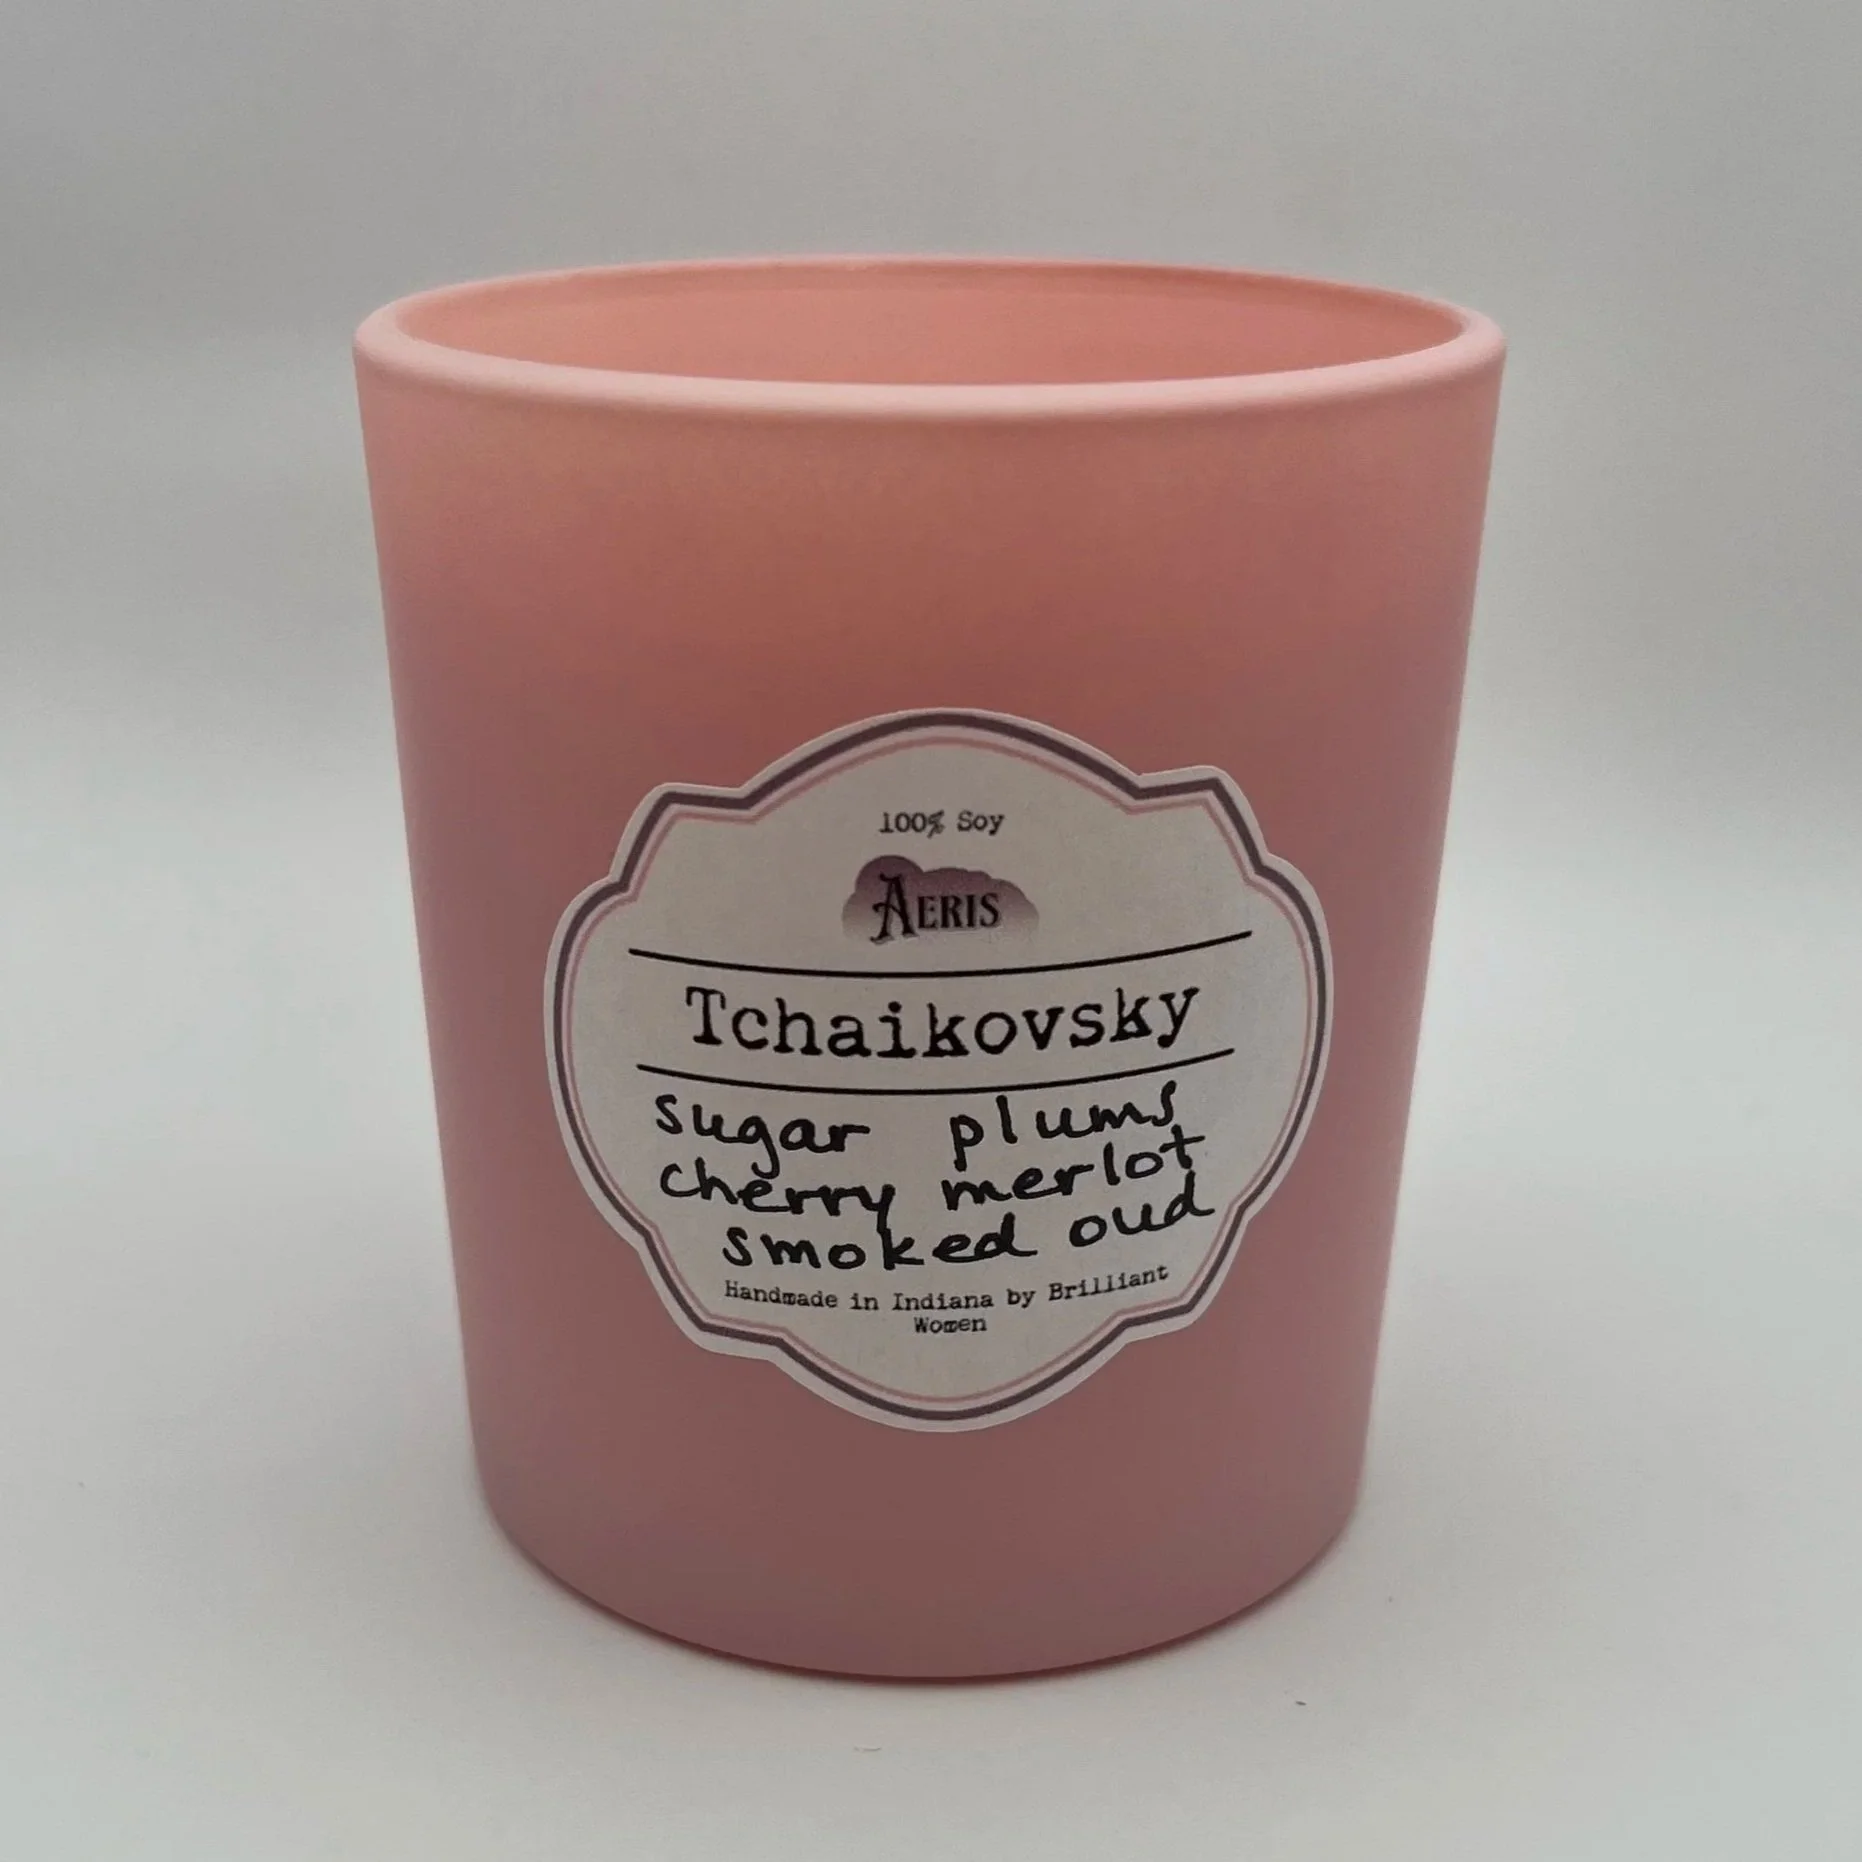 100% Soy
AERIS
Tchaikovsky
sugar plums
cherry merlot
smoked oud
Handmade in Indiana by Brilliant
Women